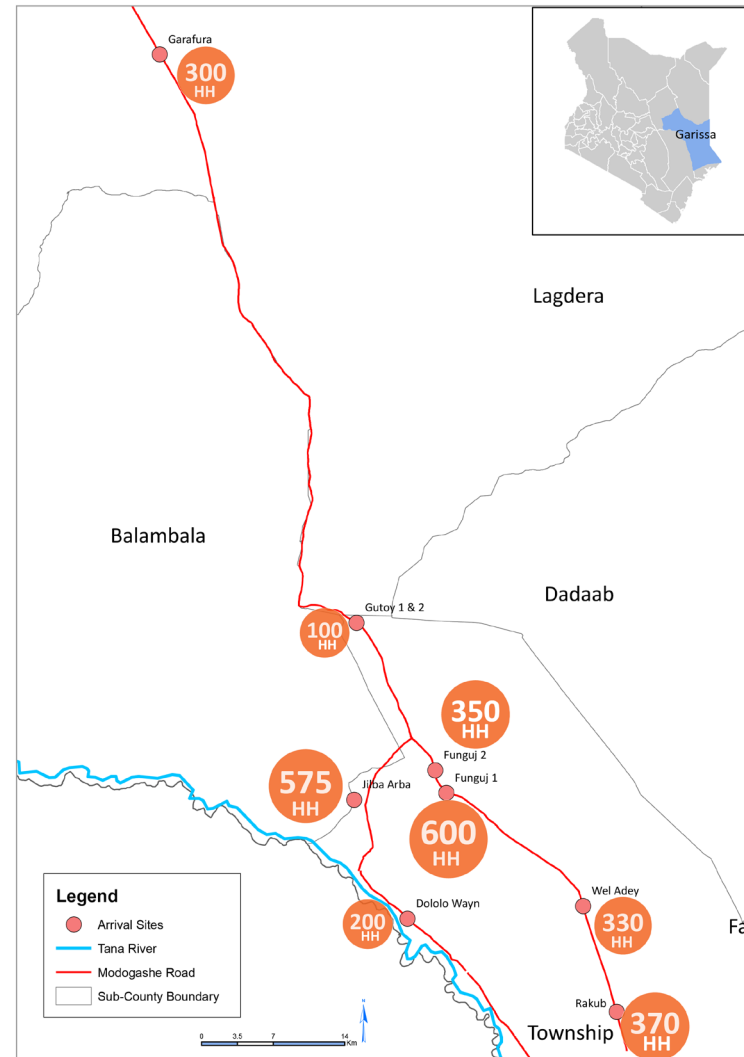 Garafura
300
HH
Garissa
Lagdera
Balambala
Dadaab
Gutoy 1 & 2
100
HH
350
HH
Funguj 2
575
HH
Jilba Arba
Funguj 1
600
HH
Legend
Arrival Sites
Tana River
Modogashe Road
Sub-County Boundary
Wel Adey
Dololo Wayn
200
HH
330
HH
Fa
Rakub
370
HH
Township
N
0 3.5 7 14
Km